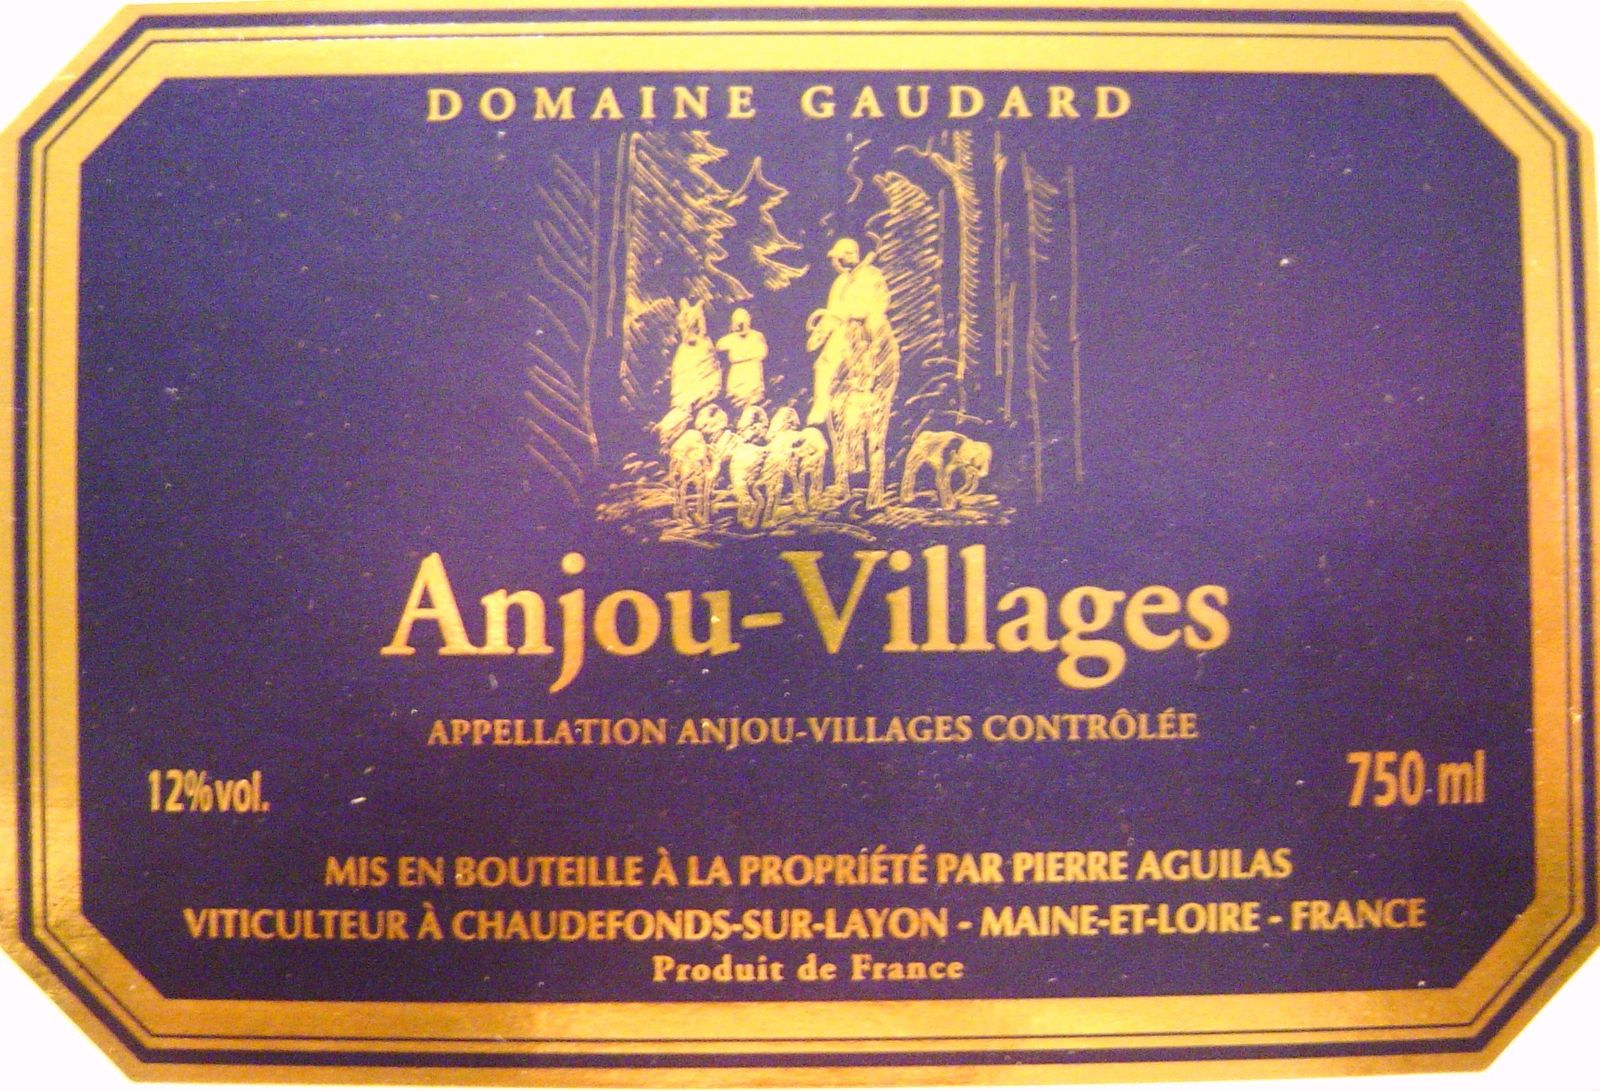 DOMAINE GAUDARD
Anjou-Villages
APPELLATION ANJOU-VILLAGES CONTRÔLÉE
12% vol.
750 ml
MIS EN BOUTEILLE À LA PROPRIÉTÉ PAR PIERRE AGUILAS
VITICULTEUR À CHAUDEFONDS-SUR-LAYON - MAINE-ET-LOIRE - FRANCE
Produit de France